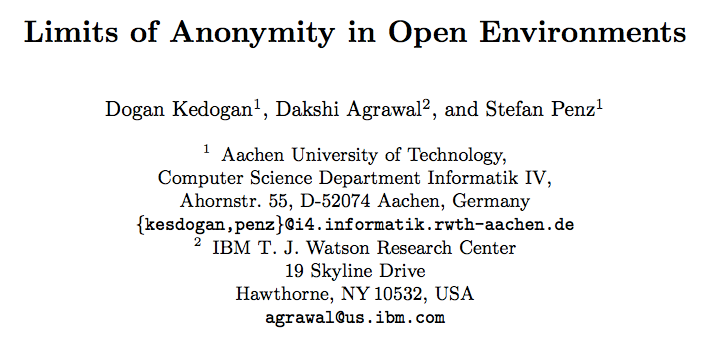 Limits of Anonymity in Open Environments
Dogan Kedogan1, Dakshi Agrawal2, and Stefan Penz1
1 Aachen University of Technology,
Computer Science Department Informatik IV,
Ahornstr. 55, D-52074 Aachen, Germany
{kesdogan,penz}@i4.informatik.rwth-aachen.de
2 IBM T. J. Watson Research Center
19 Skyline Drive
Hawthorne, NY 10532, USA
agrawal@us.ibm.com